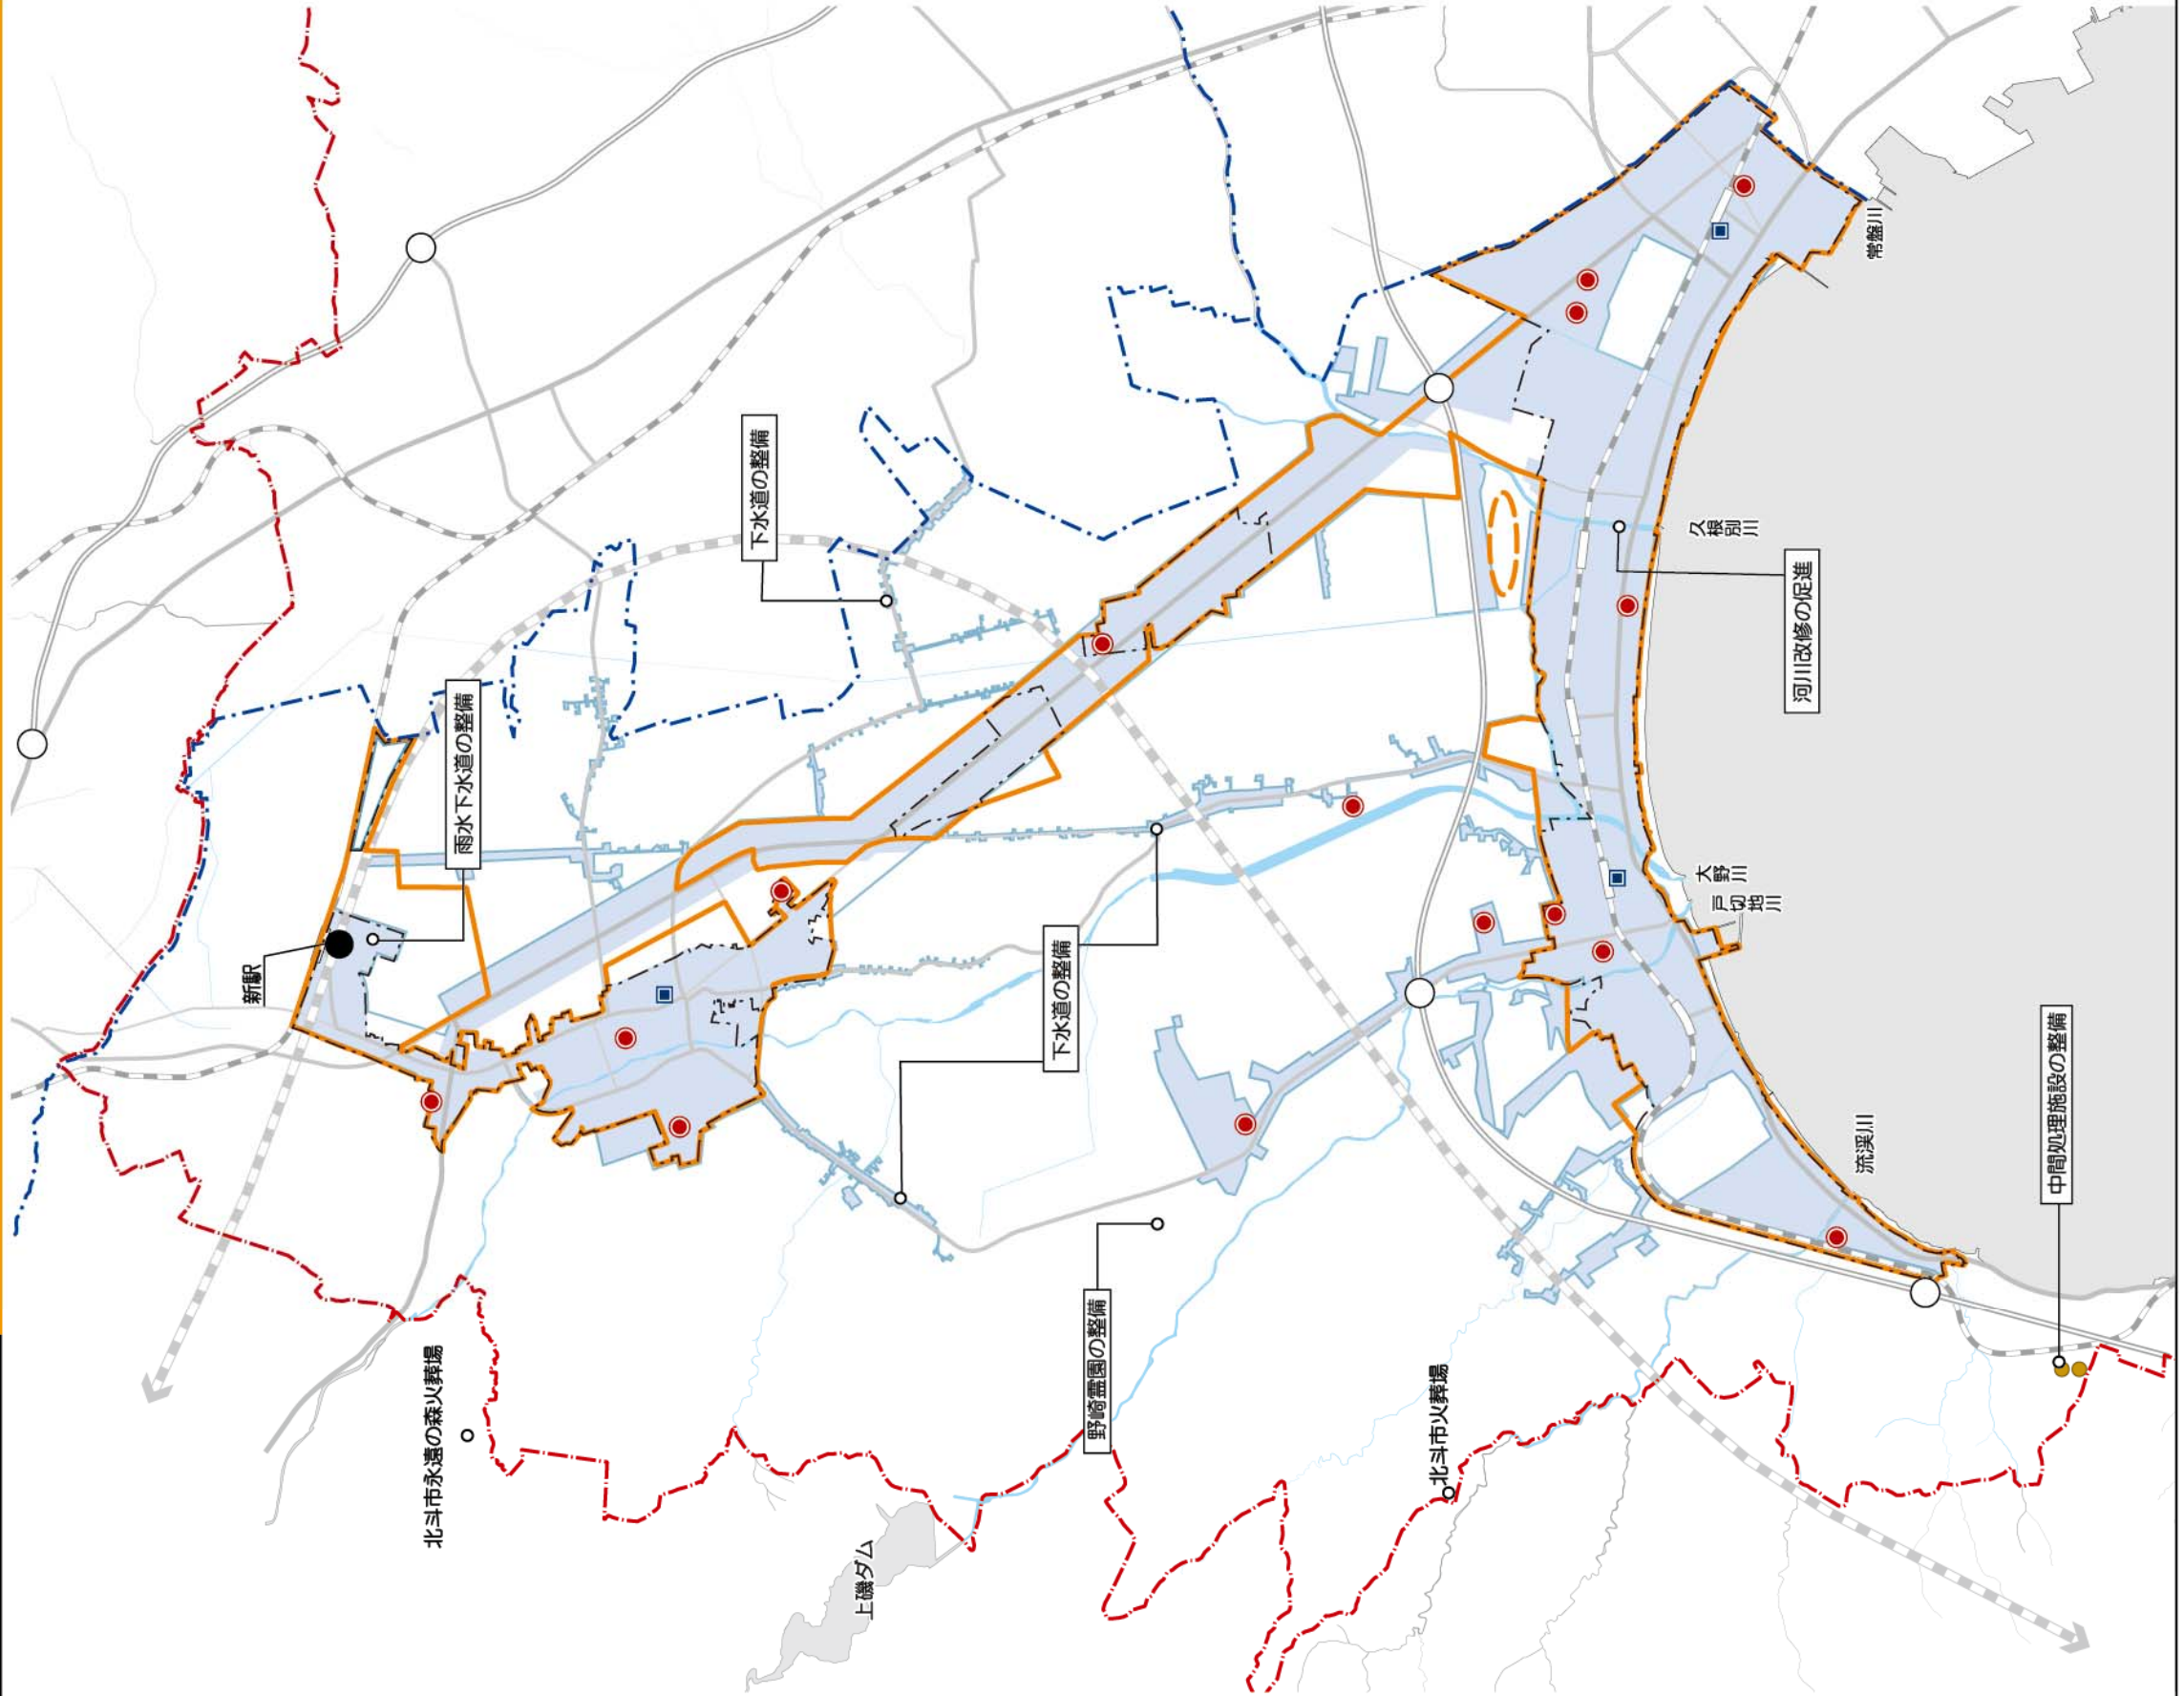 新駅
北斗市永遠の森火葬場
雨水下水道の整備
下水道の整備
上磯ダム
下水道の整備
野崎霊園の整備
北斗市火葬場
大野川
久根別川
戸切地川
河川改修の促進
流渓川
常盤川
中間処理施設の整備